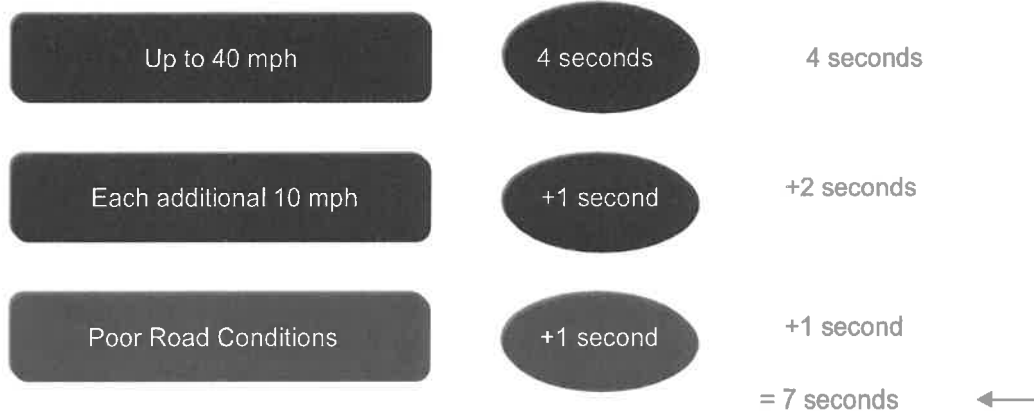 Up to 40 mph 4 seconds 4 seconds
Each additional 10 mph +1 second +2 seconds
Poor Road Conditions +1 second +1 second
= 7 seconds